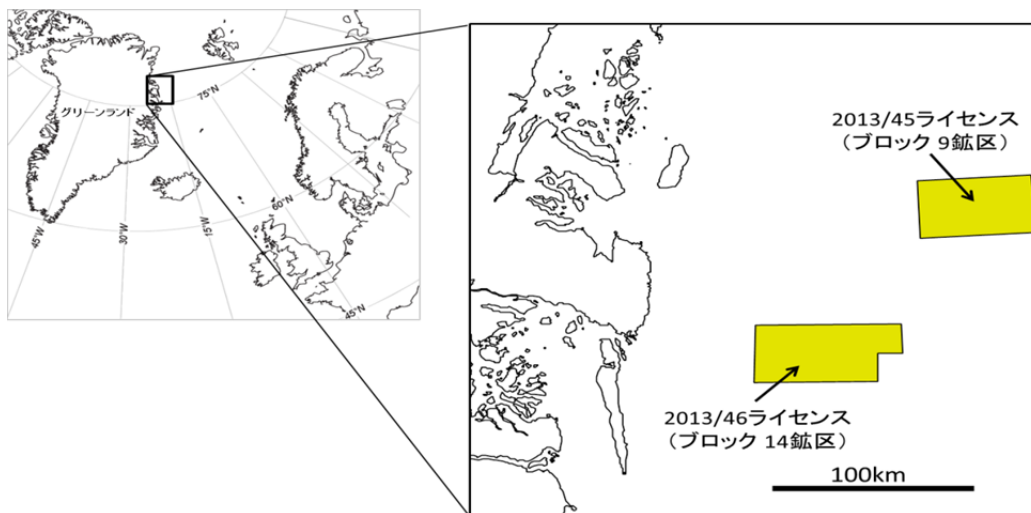 グリーンランド
75°N
60°N
45°N
45°W
30°W
15°W
2013/45ライセンス
（ブロック 9鉱区）
2013/46ライセンス
（ブロック 14鉱区）
100km